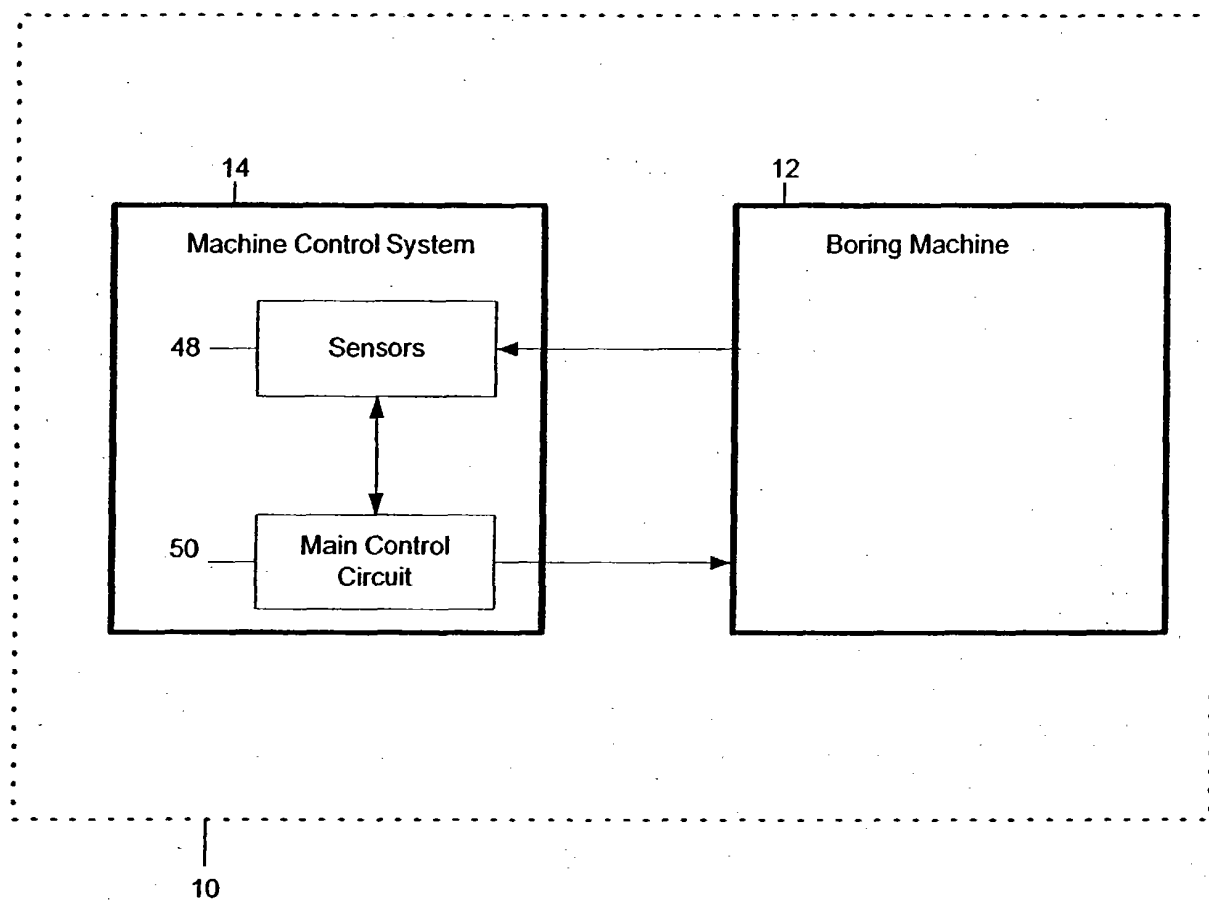 14
12
Machine Control System
Boring Machine
48
Sensors
50
Main Control
Circuit
10